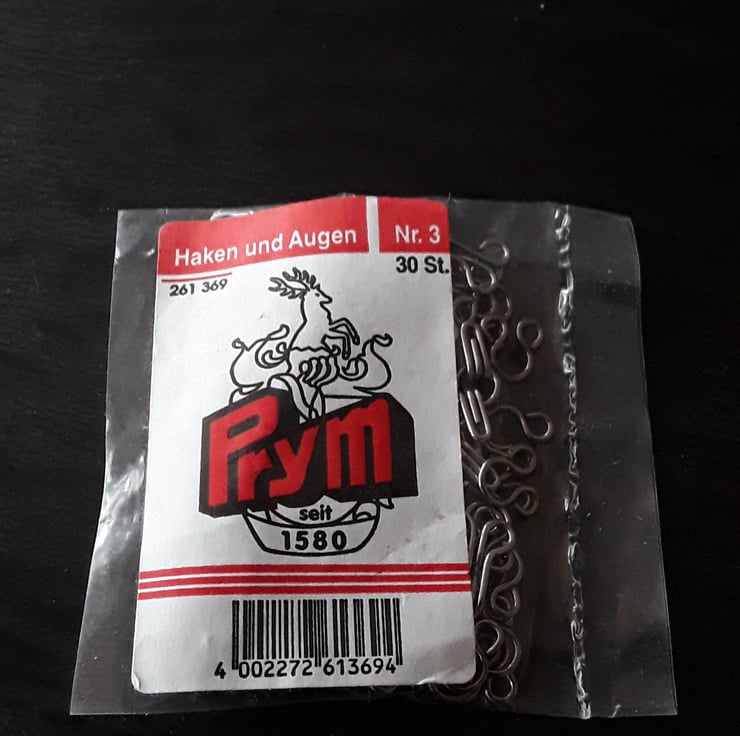 Haken und Augen
Nr. 3
261 369
30 St.
Prym
seit
1580
4 002272 613694